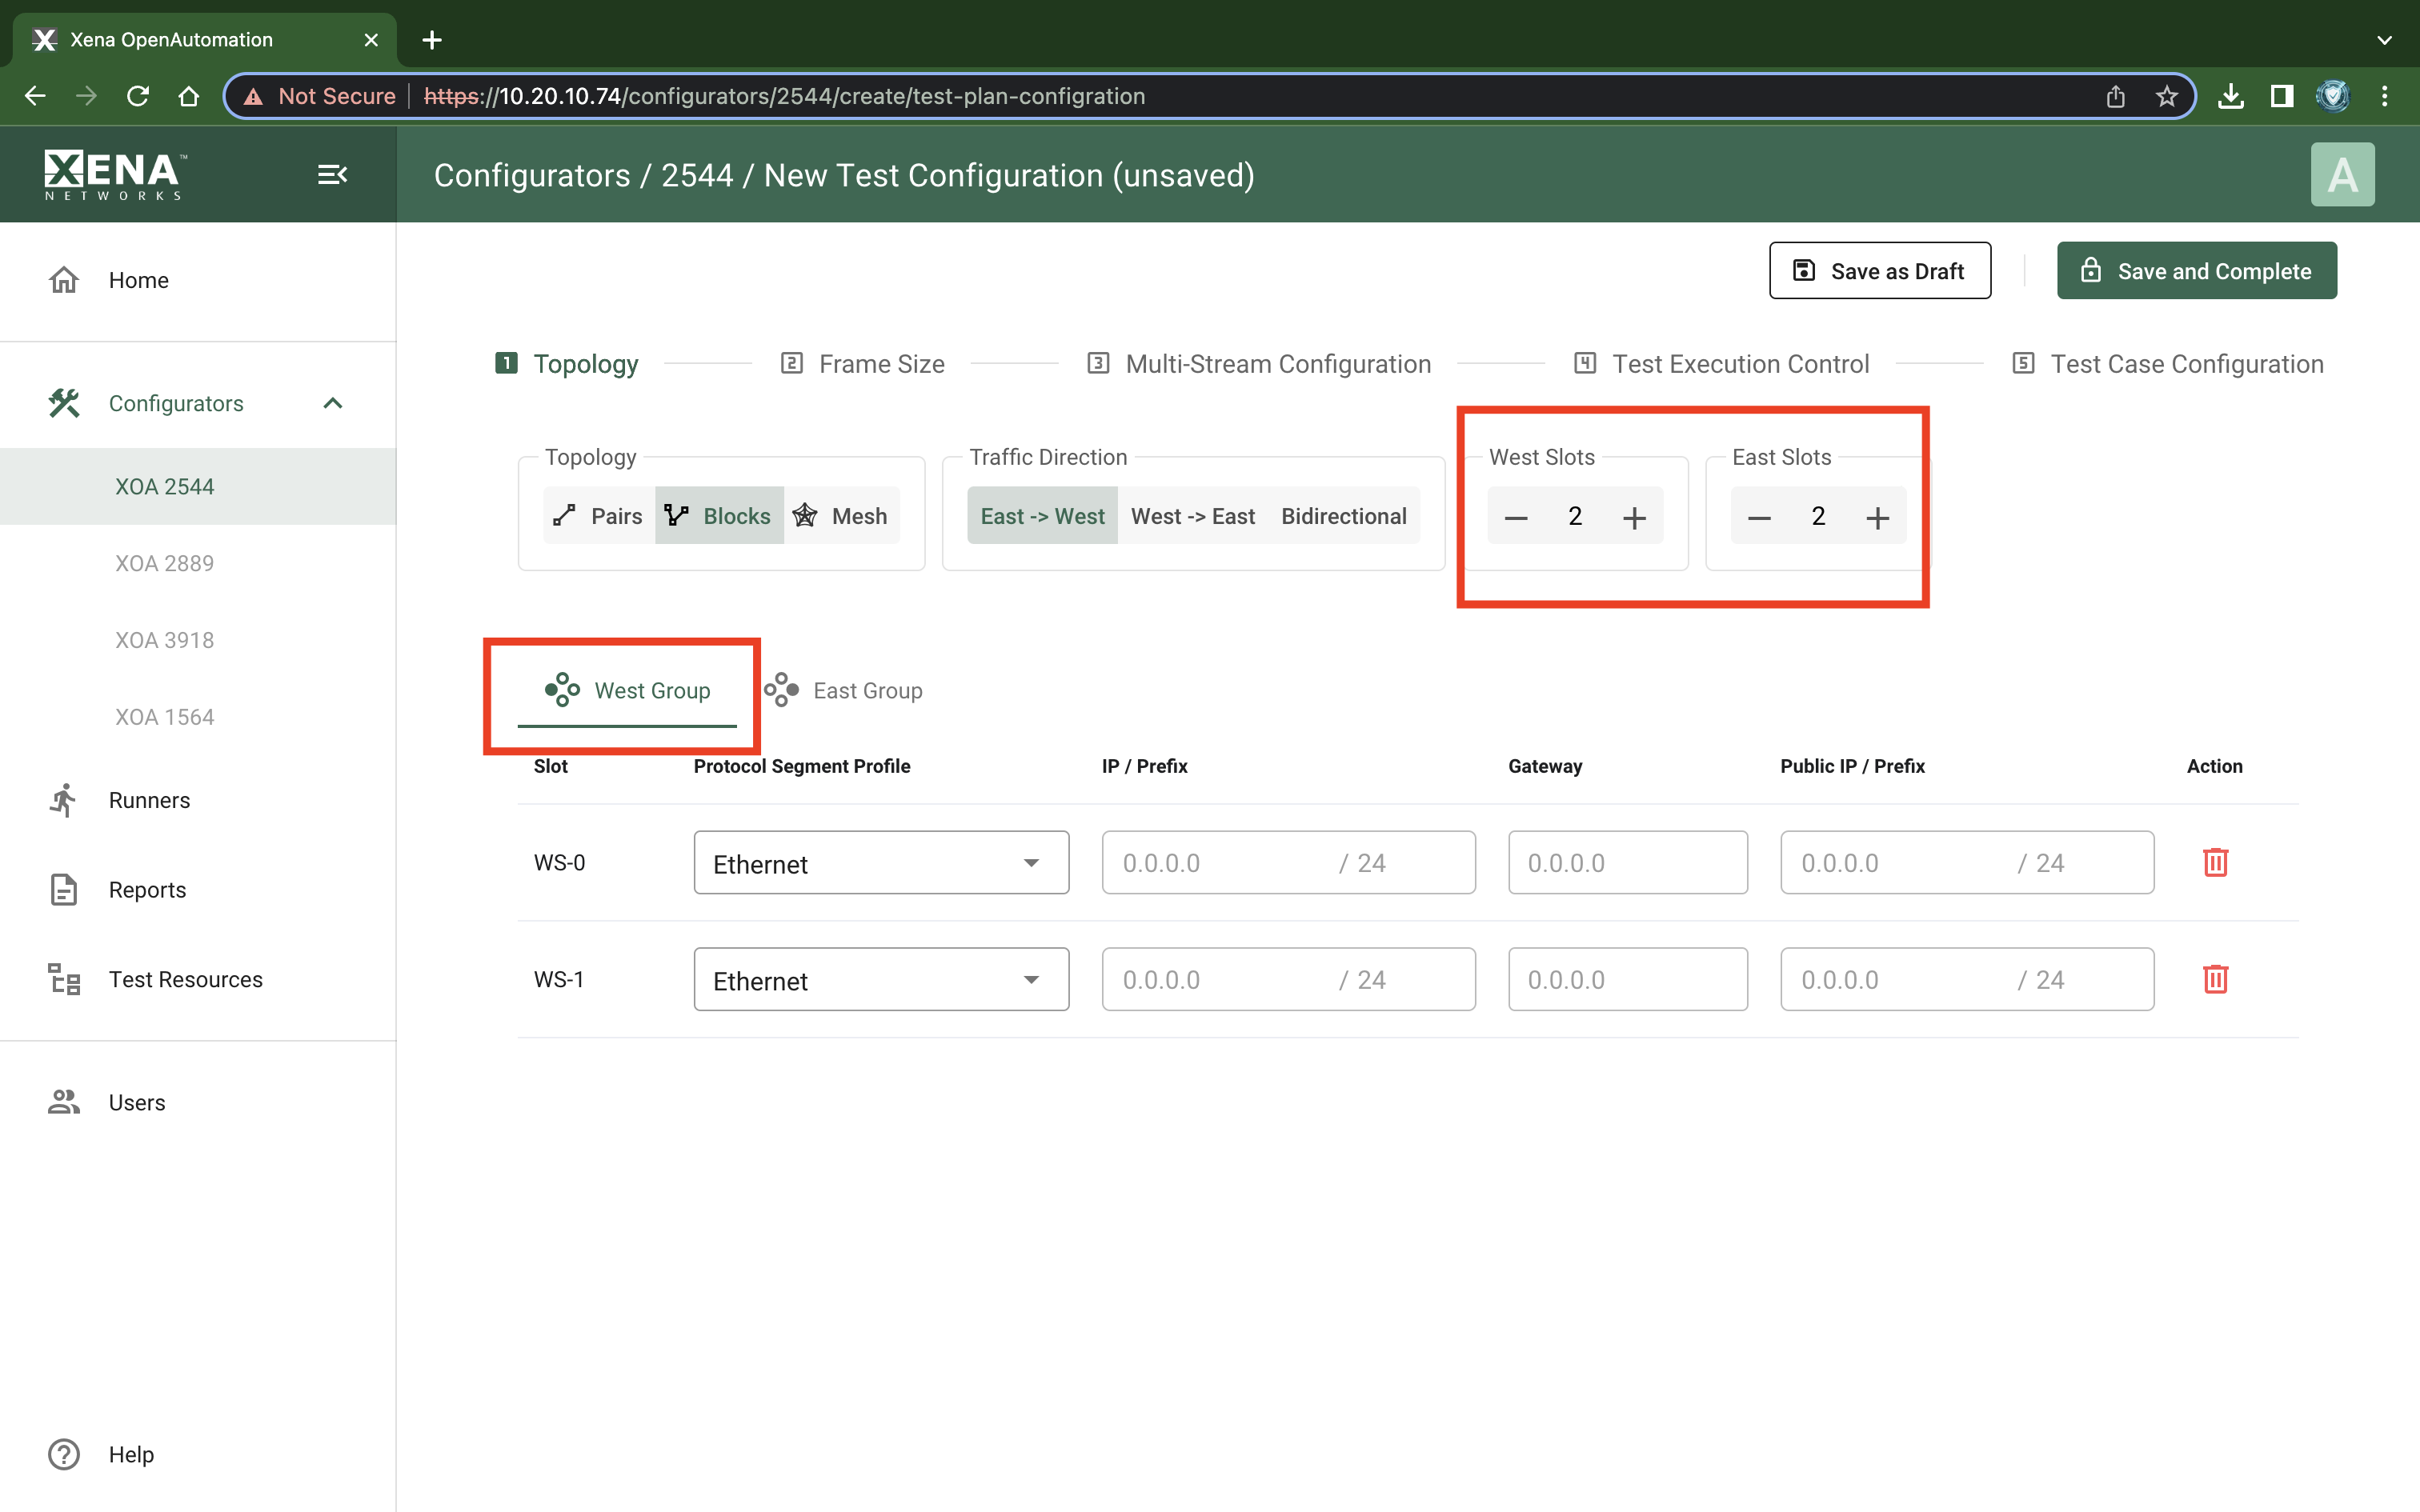 Xena OpenAutomation
Not Secure https://10.20.10.74/configurators/2544/create/test-plan-configration
XENA™
NETWORKS
Configurators / 2544 / New Test Configuration (unsaved)
A
Home
Configurators
XOA 2544
XOA 2889
XOA 3918
XOA 1564
Runners
Reports
Test Resources
Users
Help
Save as Draft
Save and Complete
1 Topology
2 Frame Size
3 Multi-Stream Configuration
4 Test Execution Control
5 Test Case Configuration
Topology
Pairs Blocks Mesh
Traffic Direction
East -> West West -> East Bidirectional
West Slots
2
East Slots
2
West Group East Group
Slot Protocol Segment Profile IP / Prefix Gateway Public IP / Prefix Action
WS-0 Ethernet 0.0.0.0 / 24 0.0.0.0 0.0.0.0 / 24
WS-1 Ethernet 0.0.0.0 / 24 0.0.0.0 0.0.0.0 / 24